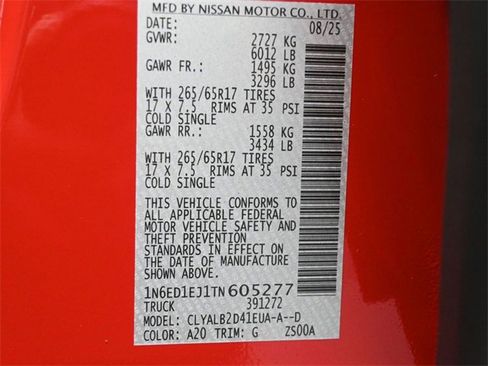 MFD BY NISSAN MOTOR CO., LTD.
DATE: 08/25
GVWR: 2727 KG
6012 LB
GAWR FR.: 1495 KG
3296 LB
WITH 265/65R17 TIRES
17 X 7.5 RIMS AT 35 PSI
COLD SINGLE
GAWR RR.: 1558 KG
3434 LB
WITH 265/65R17 TIRES
17 X 7.5 RIMS AT 35 PSI
COLD SINGLE
THIS VEHICLE CONFORMS TO
ALL APPLICABLE FEDERAL
MOTOR VEHICLE SAFETY AND
THEFT PREVENTION
STANDARDS IN EFFECT ON
THE DATE OF MANUFACTURE
SHOWN ABOVE.
1N6ED1EJ1TN605277
TRUCK 391272
MODEL: CLYALB2D41EUA-A--D
COLOR: A20 TRIM: G ZS00A